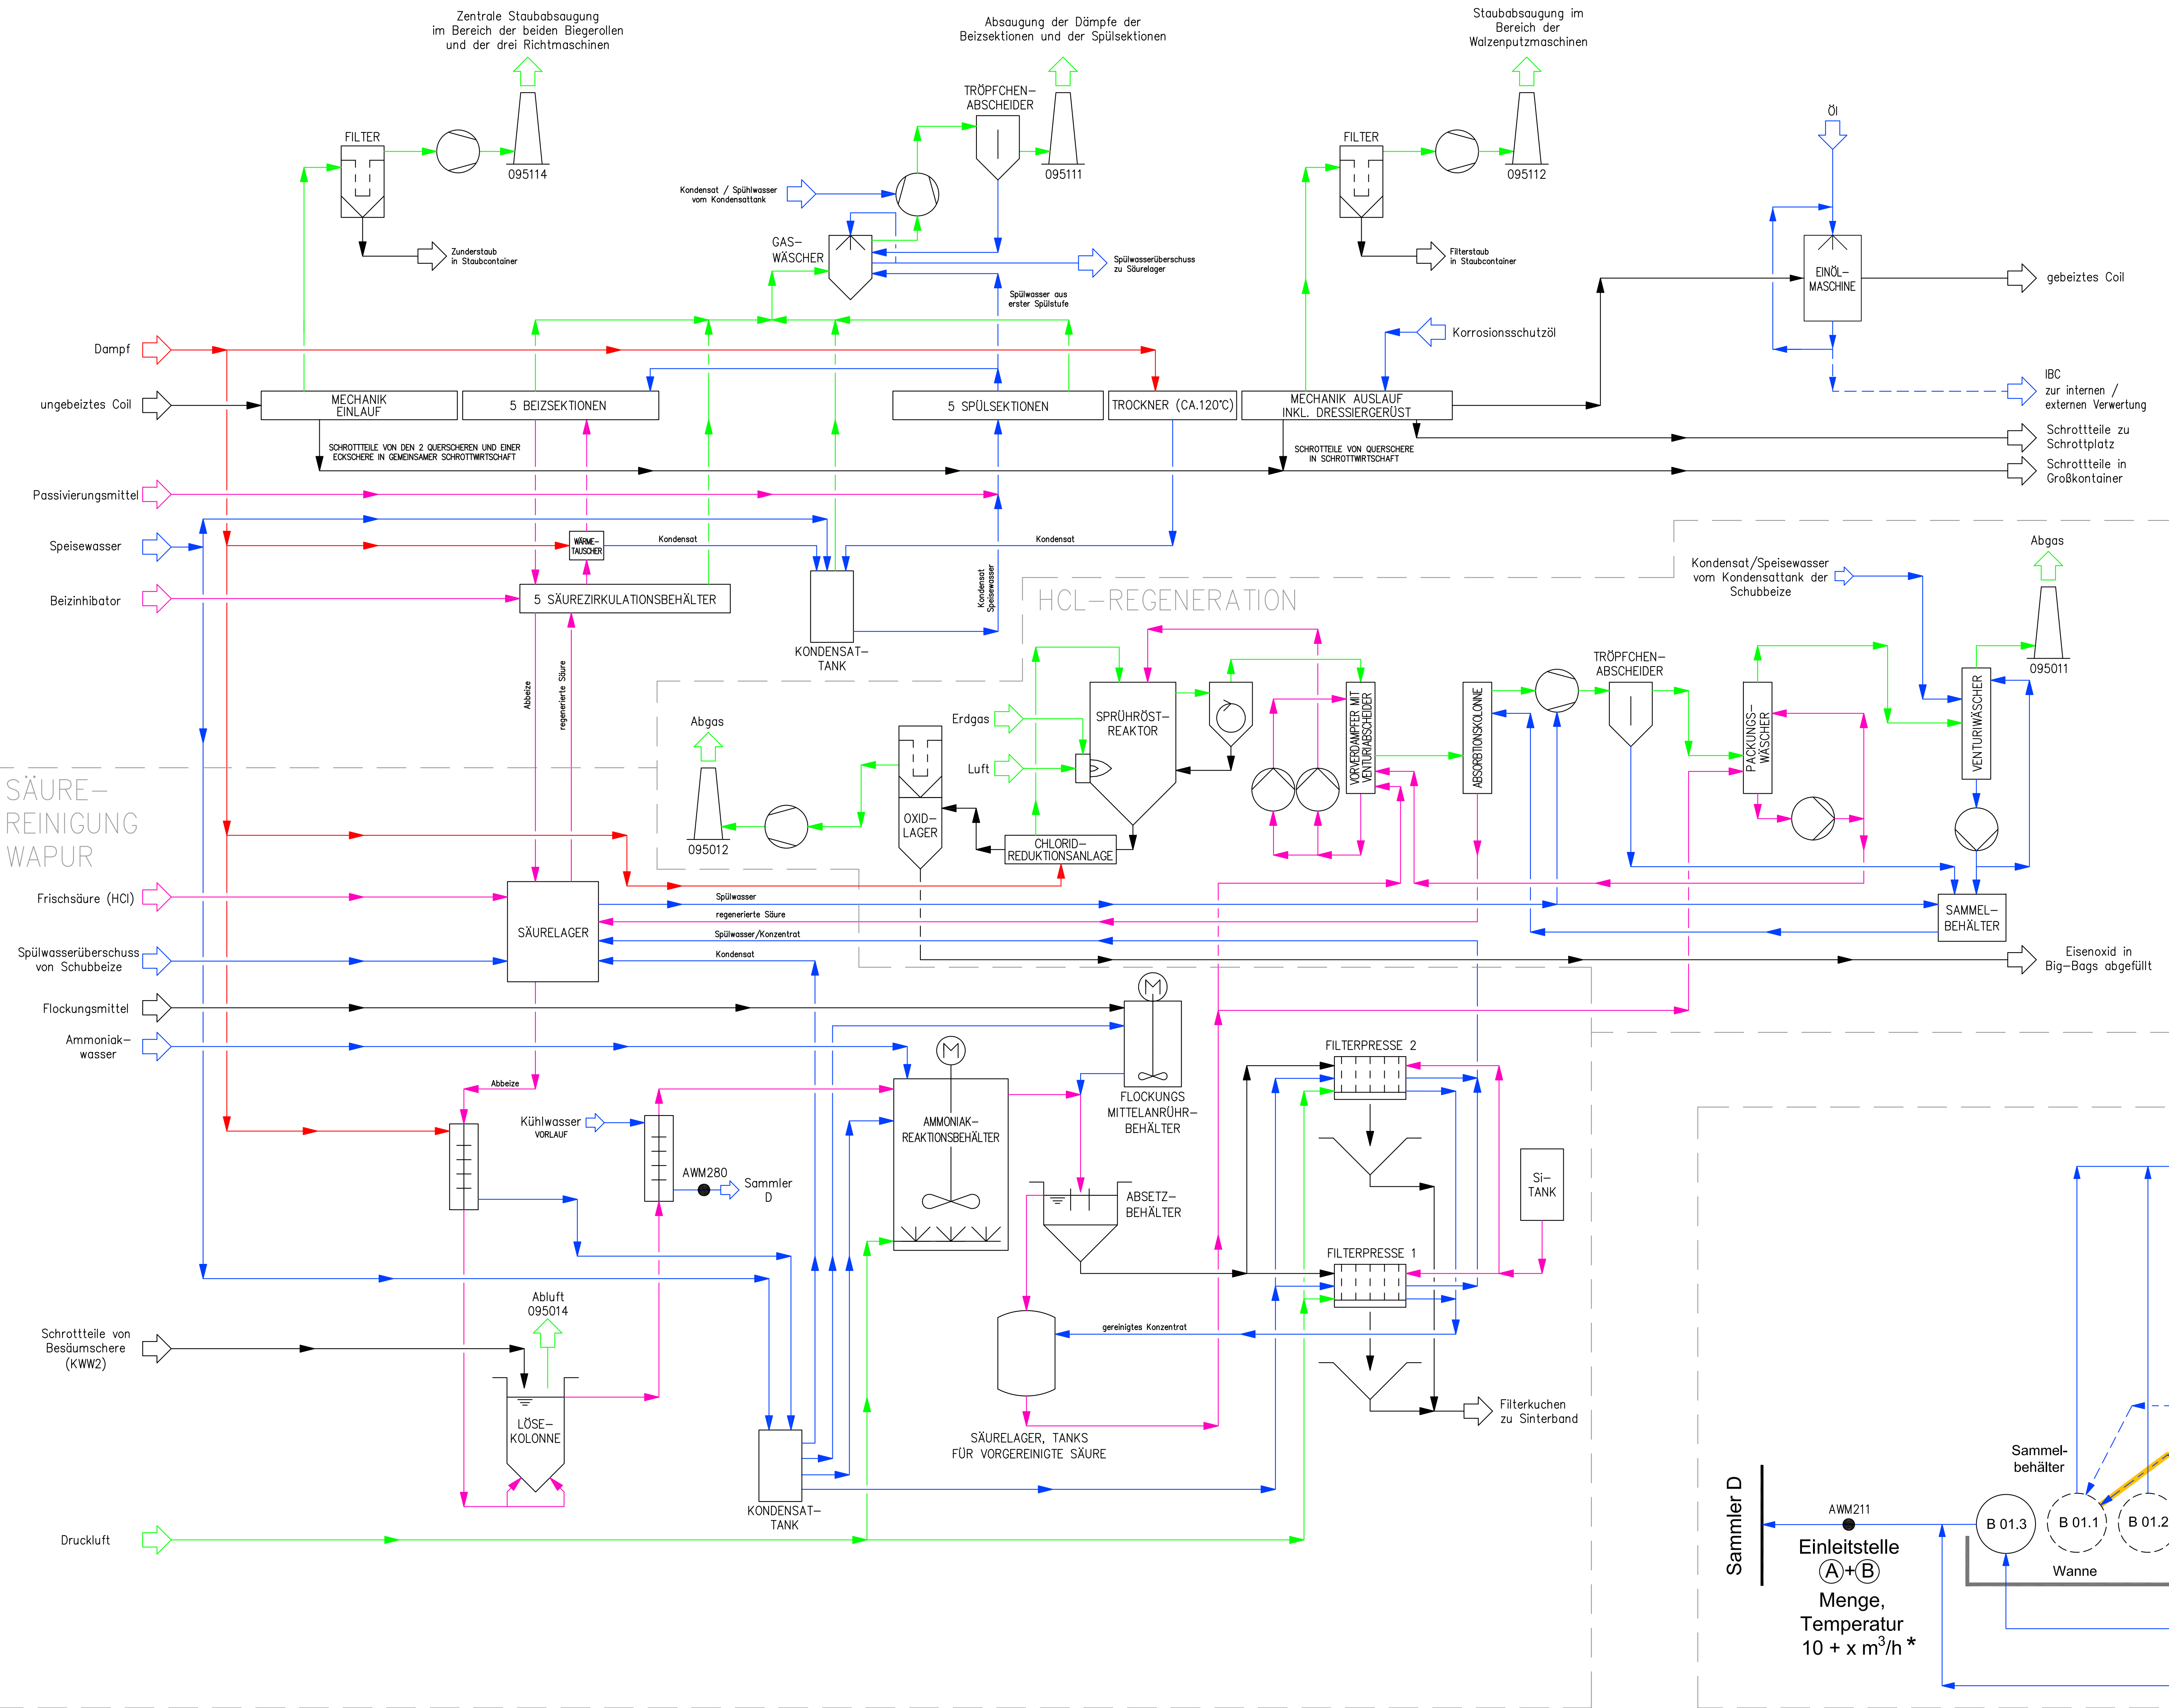 Zentrale Staubabsaugung
im Bereich der beiden Biegerollen
und der drei Richtmaschinen
Absaugung der Dämpfe der
Beizsektionen und der Spülsektionen
Staubabsaugung im
Bereich der
Walzenputzmaschinen
FILTER
095114
Zunderstaub
in Staubcontainer
TRÖPFCHEN-
ABSCHEIDER
095111
Kondensat / Spühlwasser
vom Kondensattank
GAS-
WÄSCHER
Spülwasserüberschuss
zu Säurelager
Spülwasser aus
erster Spülstufe
FILTER
095112
Filterstaub
in Staubcontainer
Öl
EINÖL-
MASCHINE
gebeiztes Coil
Korrosionsschutzöl
IBC
zur internen /
externen Verwertung
Dampf
ungebeiztes Coil
MECHANIK
EINLAUF
5 BEIZSEKTIONEN
5 SPÜLSEKTIONEN
TROCKNER (CA.120°C)
MECHANIK AUSLAUF
INKL. DRESSIERGERÜST
SCHROTTTEILE VON DEN 2 QUERSCHEREN UND EINER
ECKSCHERE IN GEMEINSAMER SCHROTTWIRTSCHAFT
SCHROTTTEILE VON QUERSCHERE
IN SCHROTTWIRTSCHAFT
Schrottteile zu
Schrottplatz
Schrottteile in
Großkontainer
Passivierungsmittel
Speisewasser
WÄRME-
TAUSCHER
Kondensat
Kondensat
Beizinhibator
5 SÄUREZIRKULATIONSBEHÄLTER
KONDENSAT-
TANK
Kondensat
Speisewasser
Abbeize
regenerierte Säure
HCL-REGENERATION
Kondensat/Speisewasser
vom Kondensattank der
Schubbeize
Abgas
095011
Abgas
095012
OXID-
LAGER
Erdgas
Luft
SPRÜHRÖST-
REAKTOR
CHLORID-
REDUKTIONSANLAGE
VORVERDAMPFER MIT
VENTURIABSCHEIDER
ABSORBTIONSKOLONNE
TRÖPFCHEN-
ABSCHEIDER
PACKUNGS-
WÄSCHER
VENTURIWÄSCHER
SAMMEL-
BEHÄLTER
SÄURE-
REINIGUNG
WAPUR
Frischsäure (HCl)
SÄURELAGER
Spülwasser
regenerierte Säure
Spülwasser/Konzentrat
Kondensat
Spülwasserüberschuss
von Schubbeize
Eisenoxid in
Big-Bags abgefüllt
Flockungsmittel
Ammoniak-
wasser
M
M
FLOCKUNGS
MITTELANRÜHR-
BEHÄLTER
Abbeize
Kühlwasser
VORLAUF
AWM280
Sammler
D
AMMONIAK-
REAKTIONSBEHÄLTER
ABSETZ-
BEHÄLTER
FILTERPRESSE 2
Si-
TANK
FILTERPRESSE 1
gereinigtes Konzentrat
Filterkuchen
zu Sinterband
SÄURELAGER, TANKS
FÜR VORGEREINIGTE SÄURE
Abluft
095014
Schrottteile von
Besäumschere
(KWW2)
LÖSE-
KOLONNE
KONDENSAT-
TANK
Druckluft
Sammler D
AWM211
Einleitstelle
A+B
Menge,
Temperatur
10 + x m³/h *
Sammel-
behälter
B 01.3
B 01.1
B 01.2
Wanne